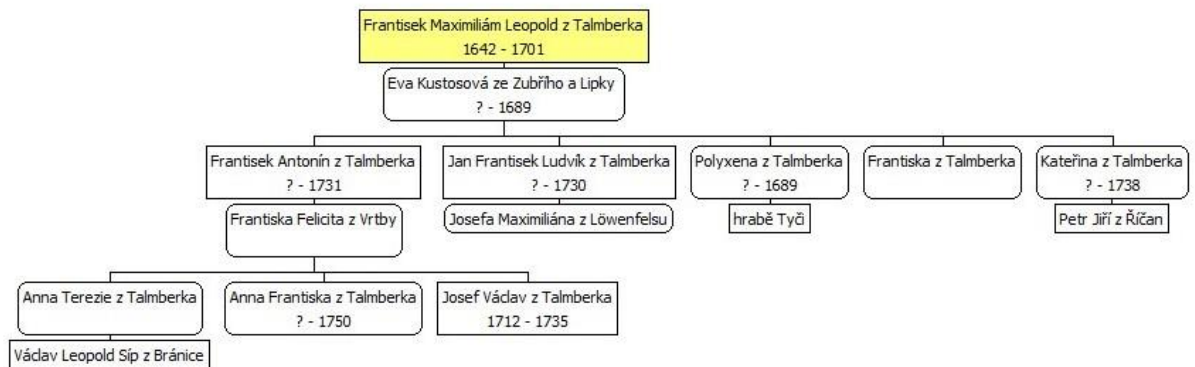 Frantisek Maximiliám Leopold z Talmberka
1642 - 1701
Eva Kustosová ze Zubřího a Lipky
? - 1689
Frantisek Antonín z Talmberka
? - 1731
Jan Frantisek Ludvík z Talmberka
? - 1730
Polyxena z Talmberka
? - 1689
Frantiska z Talmberka
Kateřina z Talmberka
? - 1738
Frantiska Felicita z Vrtby
Josefa Maximiliána z Löwenfelsu
hrabě Tyči
Petr Jiří z Říčan
Anna Terezie z Talmberka
Anna Frantiska z Talmberka
? - 1750
Josef Václav z Talmberka
1712 - 1735
Václav Leopold Síp z Bránice